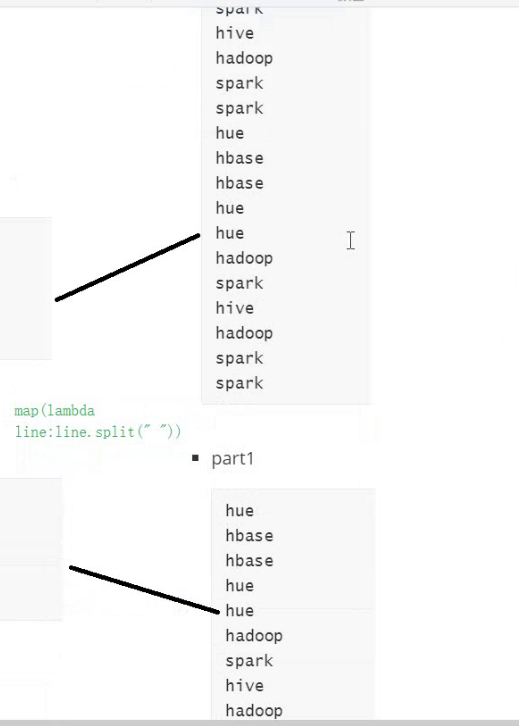 spark
hive
hadoop
spark
spark
hue
hbase
hbase
hue
hue
hadoop
spark
hive
hadoop
spark
spark
map(lambda
line:line.split(" "))
▪ part1
hue
hbase
hbase
hue
hue
hadoop
spark
hive
hadoop